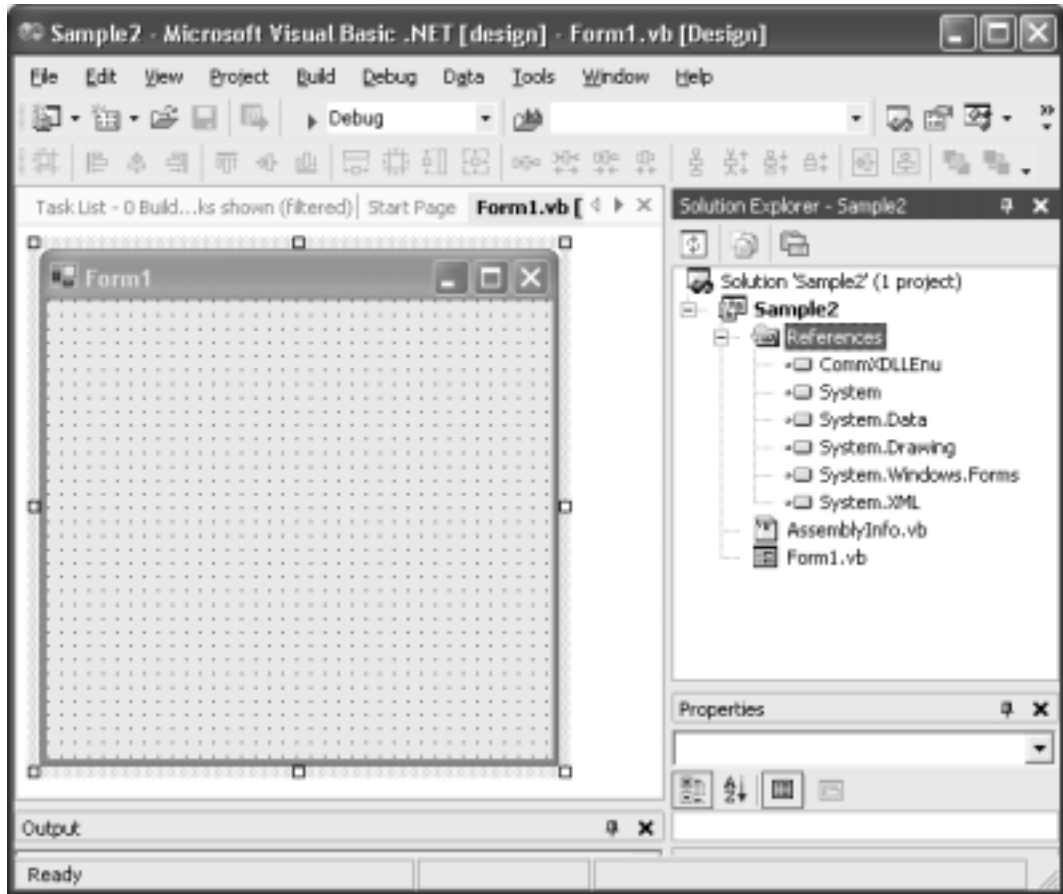 Sample2 - Microsoft Visual Basic .NET [design] - Form1.vb [Design]
File Edit View Project Build Debug Data Tools Window Help
Debug
Task List - 0 Build...ks shown (filtered) Start Page Form1.vb [
Solution Explorer - Sample2
Form1
Solution 'Sample2' (1 project)
Sample2
References
CommXDLLEnu
System
System.Data
System.Drawing
System.Windows.Forms
System.XML
AssemblyInfo.vb
Form1.vb
Properties
Output
Ready